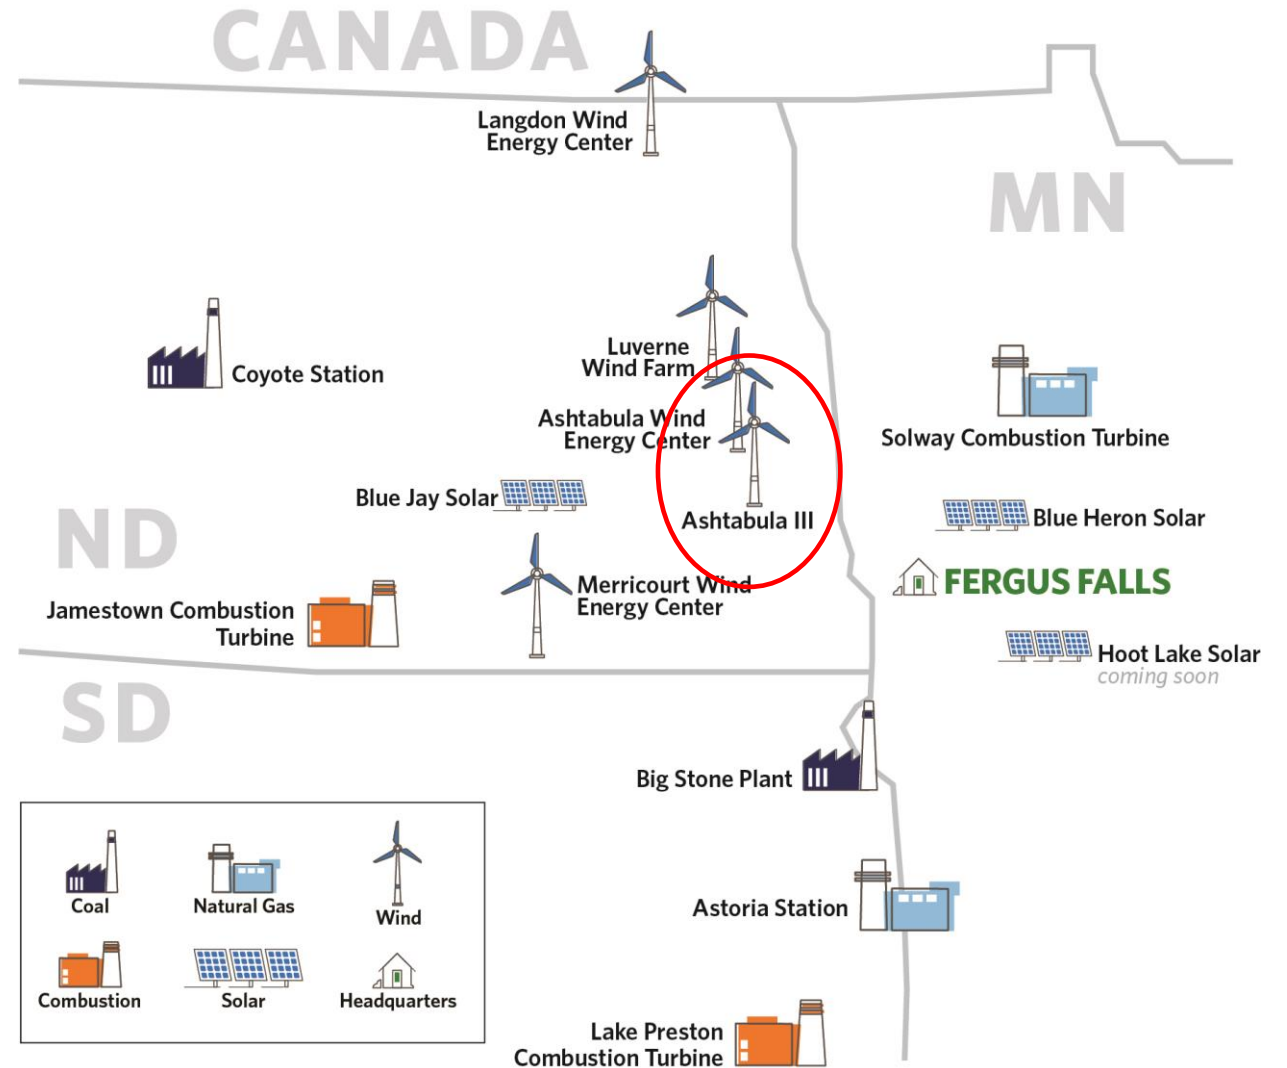 CANADA
Langdon Wind
Energy Center
MN
Luverne
Wind Farm
Coyote Station
Ashtabula Wind
Energy Center
Solway Combustion Turbine
Blue Jay Solar
Ashtabula III
Blue Heron Solar
ND
FERGUS FALLS
Merricourt Wind
Energy Center
Jamestown Combustion
Turbine
Hoot Lake Solar
coming soon
SD
Big Stone Plant
Coal
Natural Gas
Wind
Combustion
Solar
Headquarters
Astoria Station
Lake Preston
Combustion Turbine